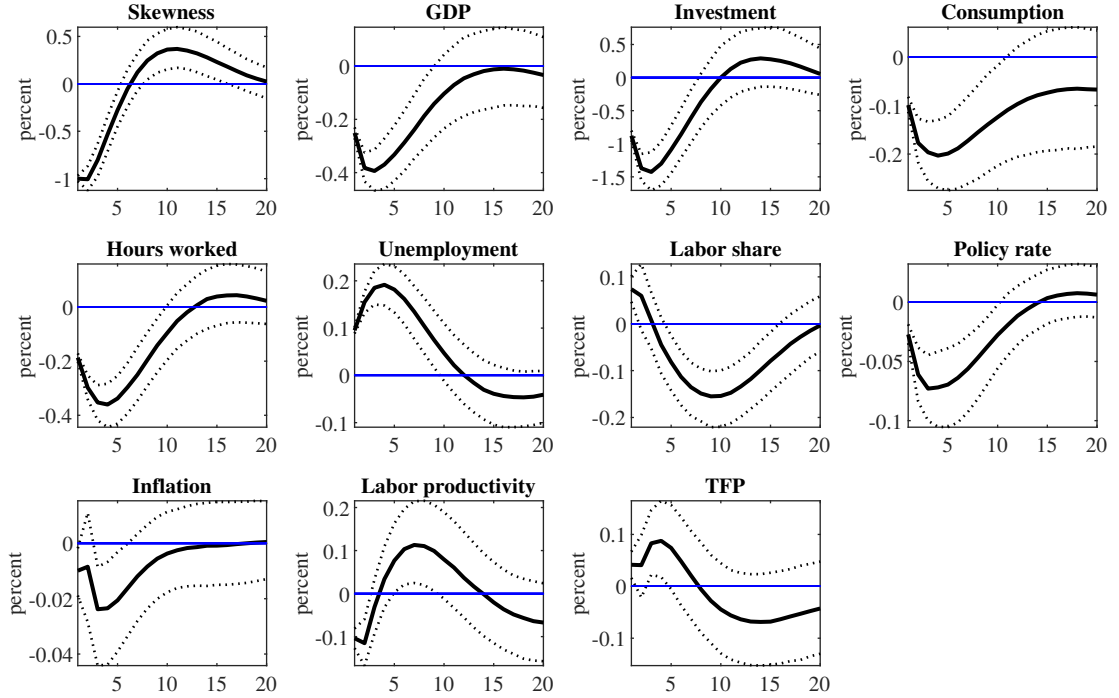 Skewness
percent
0.5
0
-0.5
-1
5 10 15 20
GDP
percent
0
-0.2
-0.4
5 10 15 20
Investment
percent
0.5
0
-0.5
-1
-1.5
5 10 15 20
Consumption
percent
0
-0.1
-0.2
5 10 15 20
Hours worked
percent
0
-0.2
-0.4
5 10 15 20
Unemployment
percent
0.2
0.1
0
-0.1
5 10 15 20
Labor share
percent
0.1
0
-0.1
-0.2
5 10 15 20
Policy rate
percent
0
-0.05
-0.1
5 10 15 20
Inflation
percent
0
-0.02
-0.04
5 10 15 20
Labor productivity
percent
0.2
0.1
0
-0.1
5 10 15 20
TFP
percent
0.1
0
-0.1
5 10 15 20